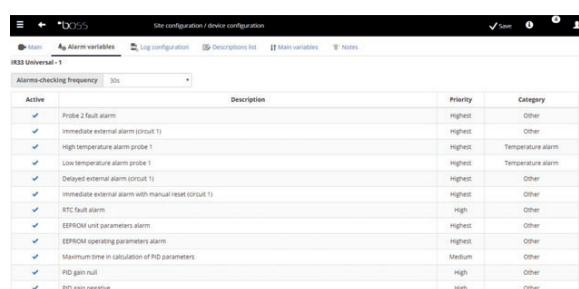 boss Site configuration / device configuration Save
Main Alarm variables Log configuration Descriptions list Main variables Notes
IR33 Universal - 1
Alarms-checking frequency 30s
Active Description Priority Category
Probe 2 fault alarm Highest Other
Immediate external alarm (circuit 1) Highest Other
High temperature alarm probe 1 Highest Temperature alarm
Low temperature alarm probe 1 Highest Temperature alarm
Delayed external alarm (circuit 1) Highest Other
Immediate external alarm with manual reset (circuit 1) Highest Other
RTC fault alarm High Other
EEPROM unit parameters alarm Highest Other
EEPROM operating parameters alarm Highest Other
Maximum time in calculation of PID parameters Medium Other
PID gain null High Other
PID gain negative High Other